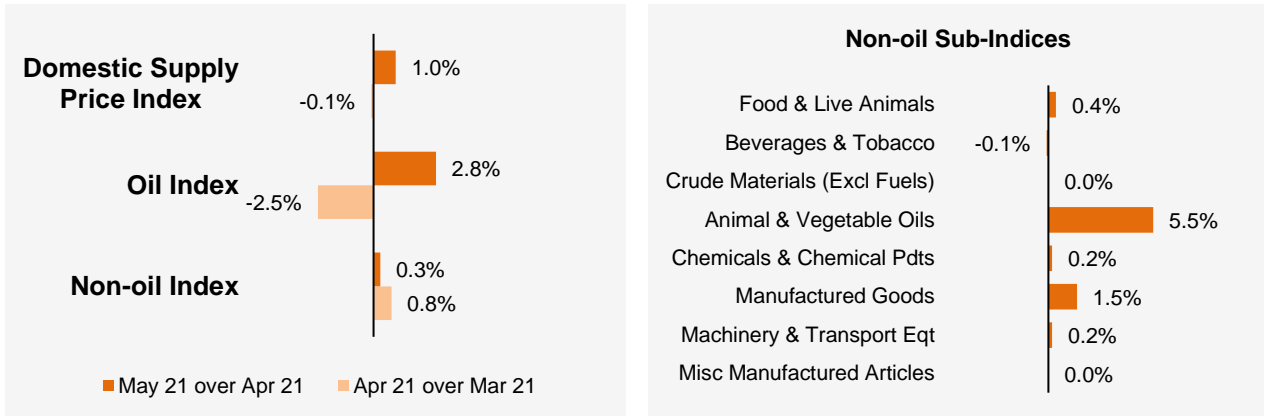 Domestic Supply
Price Index
1.0%
-0.1%
Oil Index
2.8%
-2.5%
Non-oil Index
0.3%
0.8%
May 21 over Apr 21
Apr 21 over Mar 21
Non-oil Sub-Indices
Food & Live Animals
0.4%
Beverages & Tobacco
-0.1%
Crude Materials (Excl Fuels)
0.0%
Animal & Vegetable Oils
5.5%
Chemicals & Chemical Pdts
0.2%
Manufactured Goods
1.5%
Machinery & Transport Eqt
0.2%
Misc Manufactured Articles
0.0%